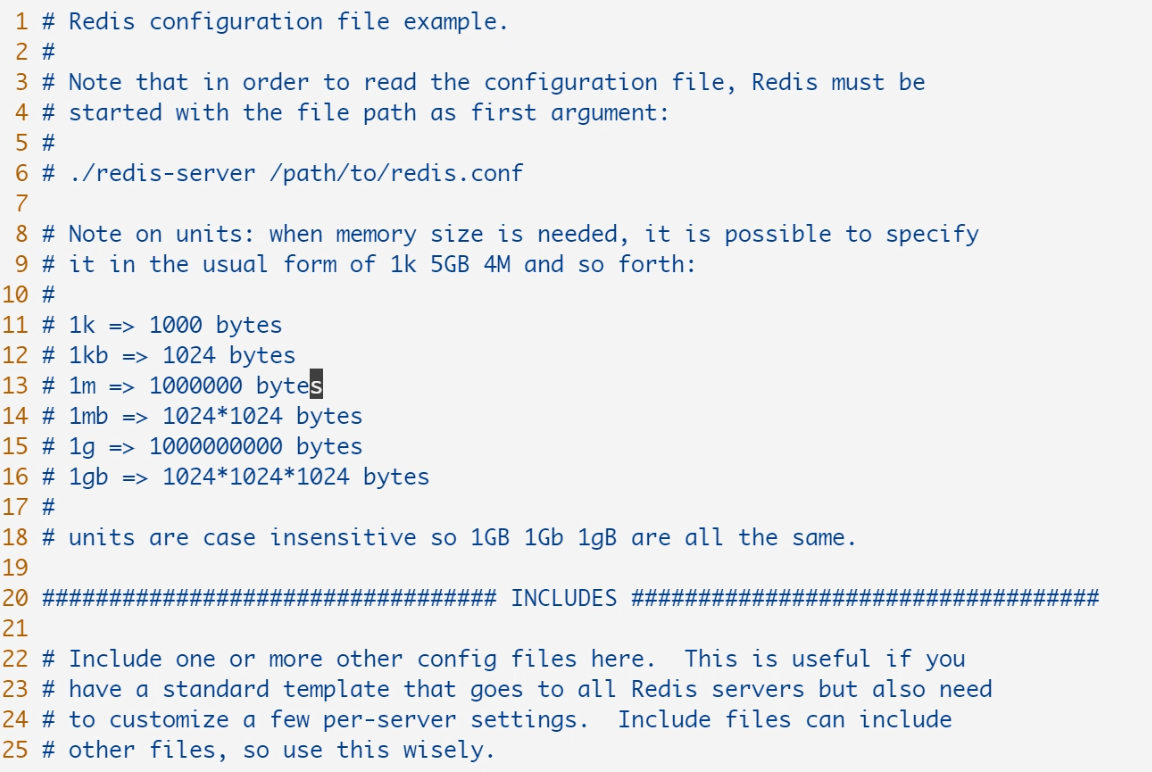 1 # Redis configuration file example.
2 #
3 # Note that in order to read the configuration file, Redis must be
4 # started with the file path as first argument:
5 #
6 # ./redis-server /path/to/redis.conf
7
8 # Note on units: when memory size is needed, it is possible to specify
9 # it in the usual form of 1k 5GB 4M and so forth:
10 #
11 # 1k => 1000 bytes
12 # 1kb => 1024 bytes
13 # 1m => 1000000 bytes
14 # 1mb => 1024*1024 bytes
15 # 1g => 1000000000 bytes
16 # 1gb => 1024*1024*1024 bytes
17 #
18 # units are case insensitive so 1GB 1Gb 1gB are all the same.
19
20 ################################## INCLUDES ###################################
21
22 # Include one or more other config files here.  This is useful if you
23 # have a standard template that goes to all Redis servers but also need
24 # to customize a few per-server settings.  Include files can include
25 # other files, so use this wisely.